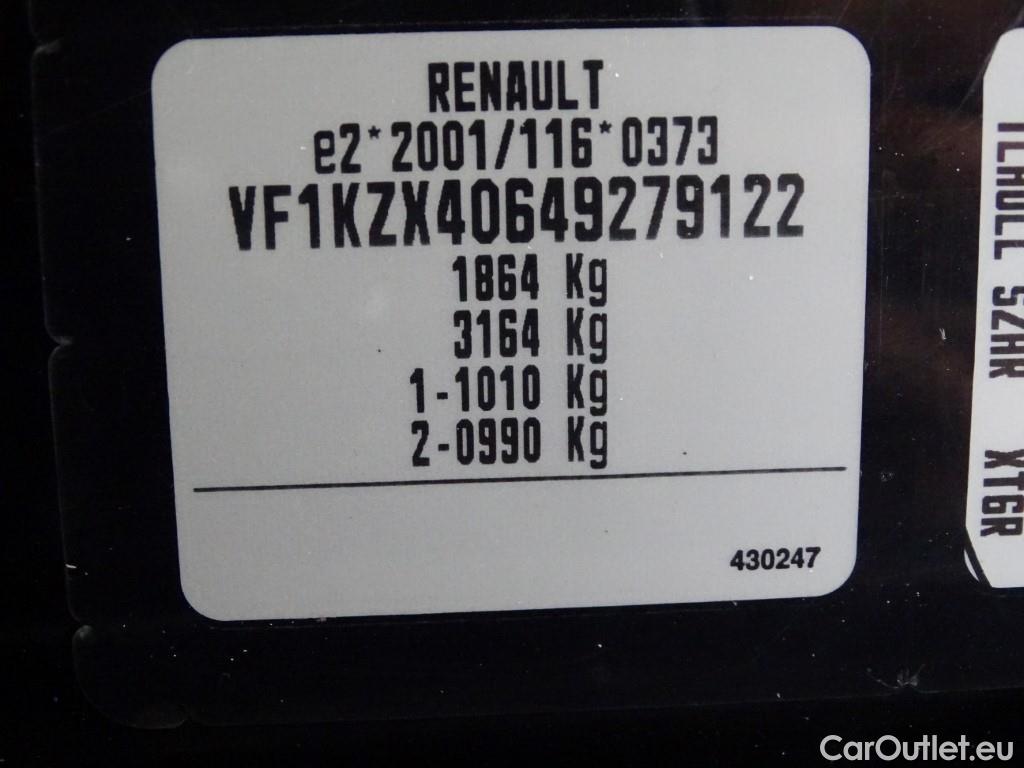 RENAULT
e2*2001/116*0373
VF1KZX40649279122
1864 Kg
3164 Kg
1-1010 Kg
2-0990 Kg
430247
XT6R
CarOutlet.eu